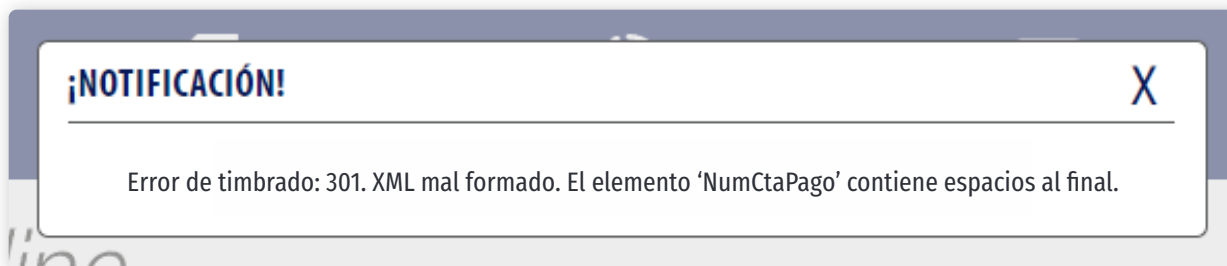 ¡NOTIFICACIÓN!
X
Error de timbrado: 301. XML mal formado. El elemento ‘NumCtaPago’ contiene espacios al final.